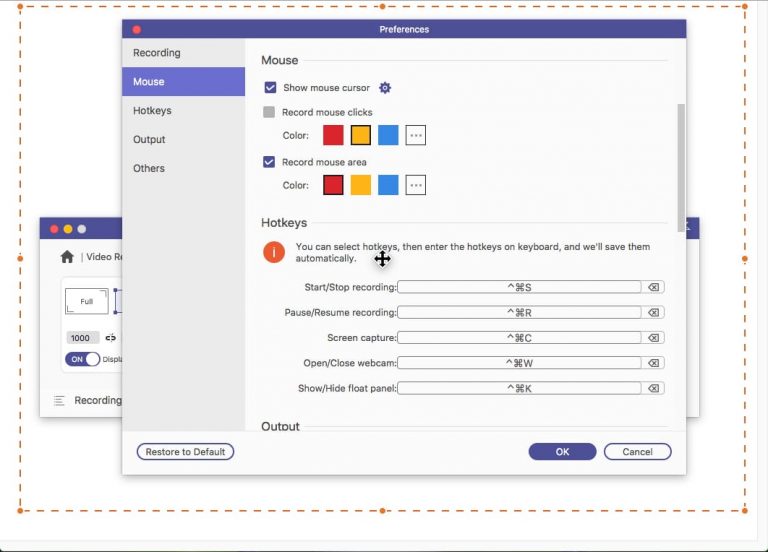 Preferences
Recording
Mouse
Hotkeys
Output
Others
Mouse
Show mouse cursor
Record mouse clicks
Color:
Record mouse area
Color:
Hotkeys
You can select hotkeys, then enter the hotkeys on keyboard, and we'll save them
automatically.
Start/Stop recording: ^⌘S
Pause/Resume recording: ^⌘R
Screen capture: ^⌘C
Open/Close webcam: ^⌘W
Show/Hide float panel: ^⌘K
Output
Restore to Default
OK
Cancel
| Video Re
Full
1000
ON Displa
Recording